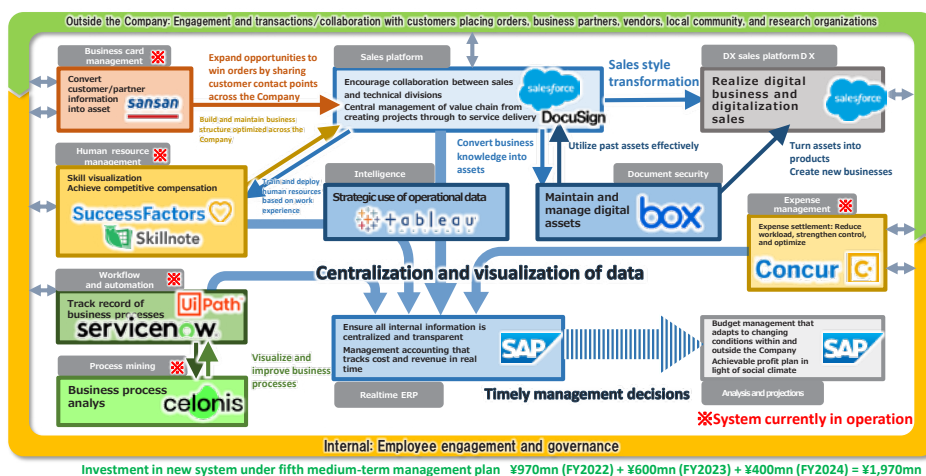 Outside the Company: Engagement and transactions/collaboration with customers placing orders, business partners, vendors, local community, and research organizations
Business card
management ※
Convert
customer/partner
information
into asset
sansan
Expand opportunities to
win orders by sharing
customer contact points
across the Company
Sales platform
Encourage collaboration between sales
and technical divisions
Central management of value chain from
creating projects through to service delivery
salesforce
DocuSign
Sales style
transformation
DX sales platformＤＸ
Realize digital
business and
digitalization
sales
salesforce
Build and maintain business
structure optimized across the
Company
Human resource
management ※
Skill visualization
Achieve competitive compensation
SuccessFactors
Skillnote
Train and deploy
human resources
based on work
experience
Intelligence
Strategic use of operational data
+ableau
Convert business
knowledge into
assets
Utilize past assets effectively
Document security
Maintain and
manage digital
assets
box
Turn assets into
products
Create new businesses
Expense
management ※
Expense settlement: Reduce
workload, strengthen control,
and optimize
Concur C
Centralization and visualization of data
Workflow
and automation ※
Track record of
business processes
UiPath
servicenow
Process mining ※
Business process
analys
celonis
Visualize and
improve business
processes
Ensure all internal information is
centralized and transparent
Management accounting that
tracks cost and revenue in real
time
SAP
Realtime ERP
Timely management decisions
Budget management that
adapts to changing
conditions within and
outside the Company
Achievable profit plan in
light of social climate
SAP
Analysis and projections
※System currently in operation
Internal: Employee engagement and governance
Investment in new system under fifth medium-term management plan ¥970mn (FY2022) + ¥600mn (FY2023) + ¥400mn (FY2024) = ¥1,970mn